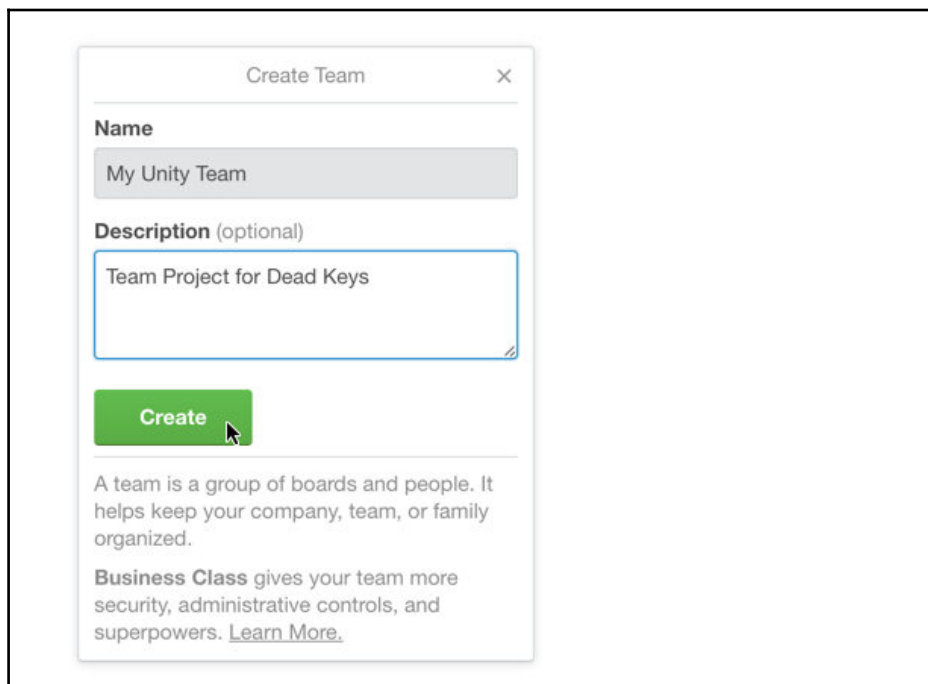 Create Team
Name
My Unity Team
Description (optional)
Team Project for Dead Keys
Create
A team is a group of boards and people. It
helps keep your company, team, or family
organized.
Business Class gives your team more
security, administrative controls, and
superpowers. Learn More.